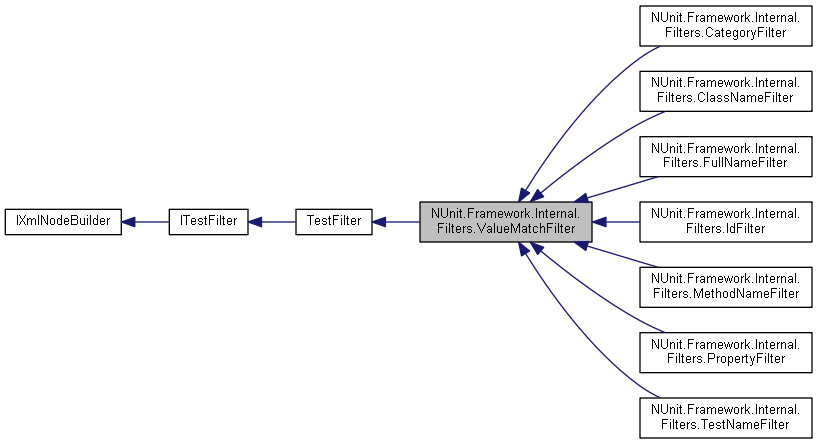 NUnit.Framework.Internal.
Filters.CategoryFilter
NUnit.Framework.Internal.
Filters.ClassNameFilter
NUnit.Framework.Internal.
Filters.FullNameFilter
IXmlNodeBuilder
ITestFilter
TestFilter
NUnit.Framework.Internal.
Filters.ValueMatchFilter
NUnit.Framework.Internal.
Filters.IdFilter
NUnit.Framework.Internal.
Filters.MethodNameFilter
NUnit.Framework.Internal.
Filters.PropertyFilter
NUnit.Framework.Internal.
Filters.TestNameFilter